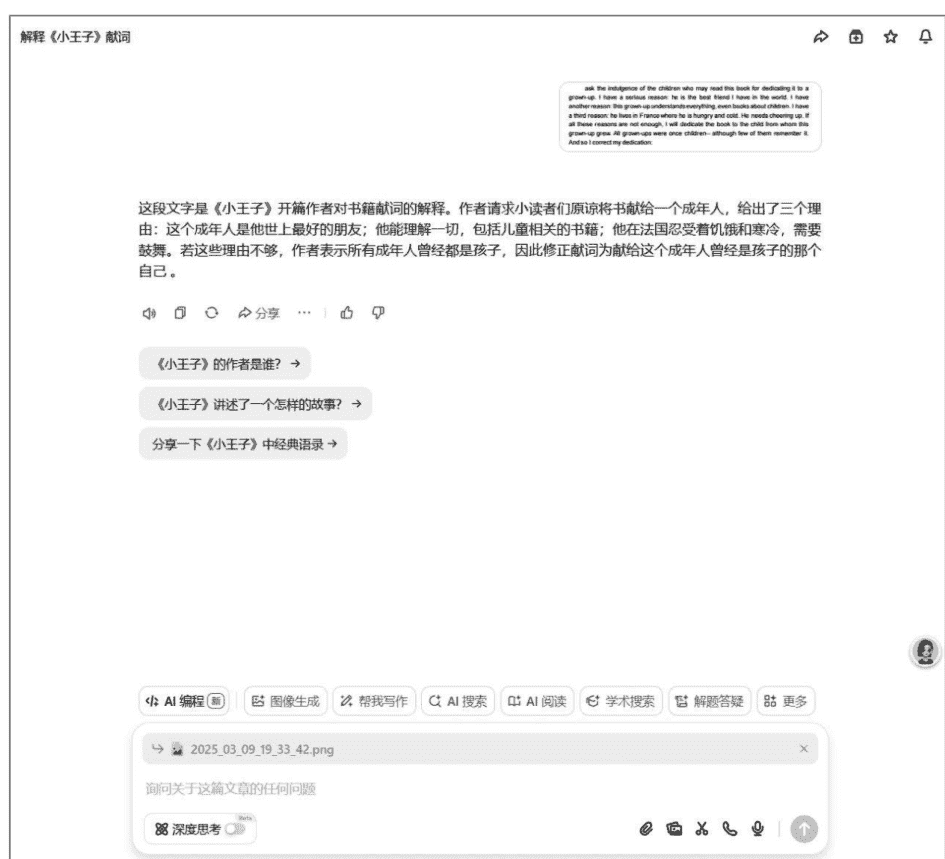 解释《小王子》献词
ask the indulgence of the children who may read this book for dedicating it to a
grown-up. I have a serious reason: he is the best friend I have in the world. I have
another reason: this grown-up understands everything, even books about children. I have
a third reason: he lives in France where he is hungry and cold. He needs cheering up. If
all these reasons are not enough, I will dedicate the book to the child from whom this
grown-up grew. All grown-ups were once children-- although few of them remember it.
And so I correct my dedication:
这段文字是《小王子》开篇作者对书籍献词的解释。作者请求小读者们原谅将书献给一个成年人，给出了三个理
由：这个成年人是他世上最好的朋友；他能理解一切，包括儿童相关的书籍；他在法国忍受着饥饿和寒冷，需要
鼓舞。若这些理由不够，作者表示所有成年人曾经都是孩子，因此修正献词为献给这个成年人曾经是孩子的那个
自己。
分享
《小王子》的作者是谁？ →
《小王子》讲述了一个怎样的故事？ →
分享一下《小王子》中经典语录 →
AI 编程 新 图像生成 帮我写作 AI 搜索 AI 阅读 学术搜索 解题答疑 更多
2025_03_09_19_33_42.png
询问关于这篇文章的任何问题
深度思考 Beta